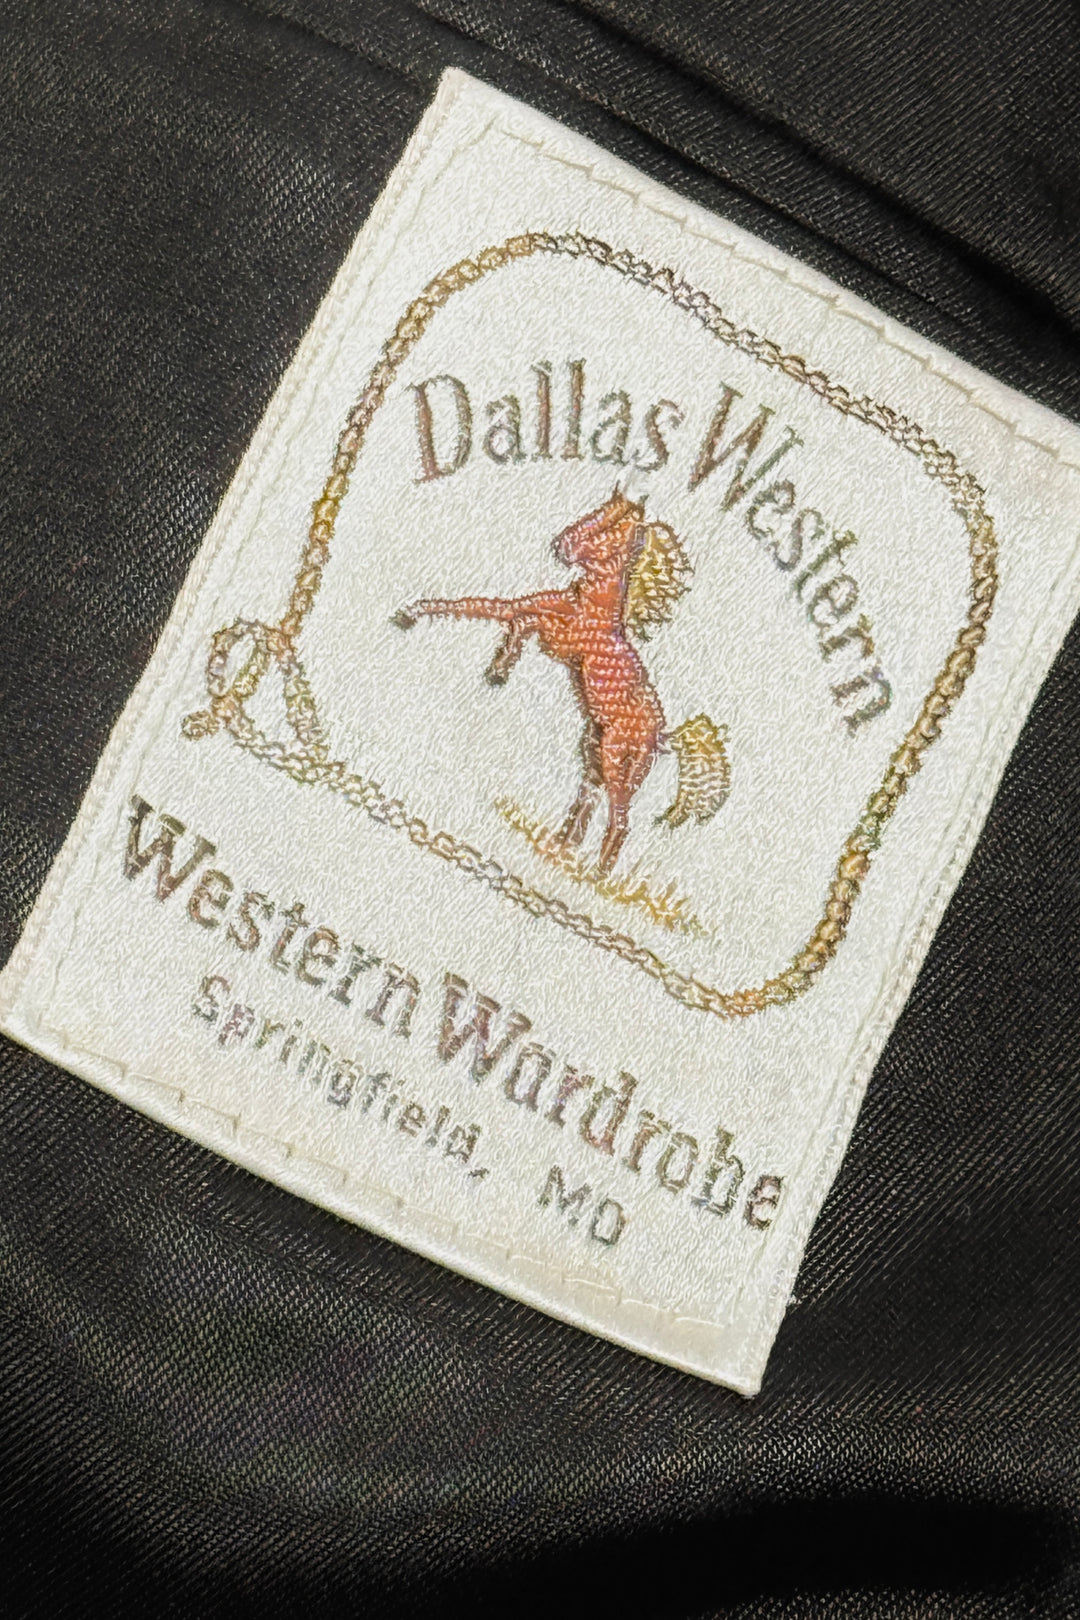 Dallas Western
Western Wardrobe
Springfield, MO